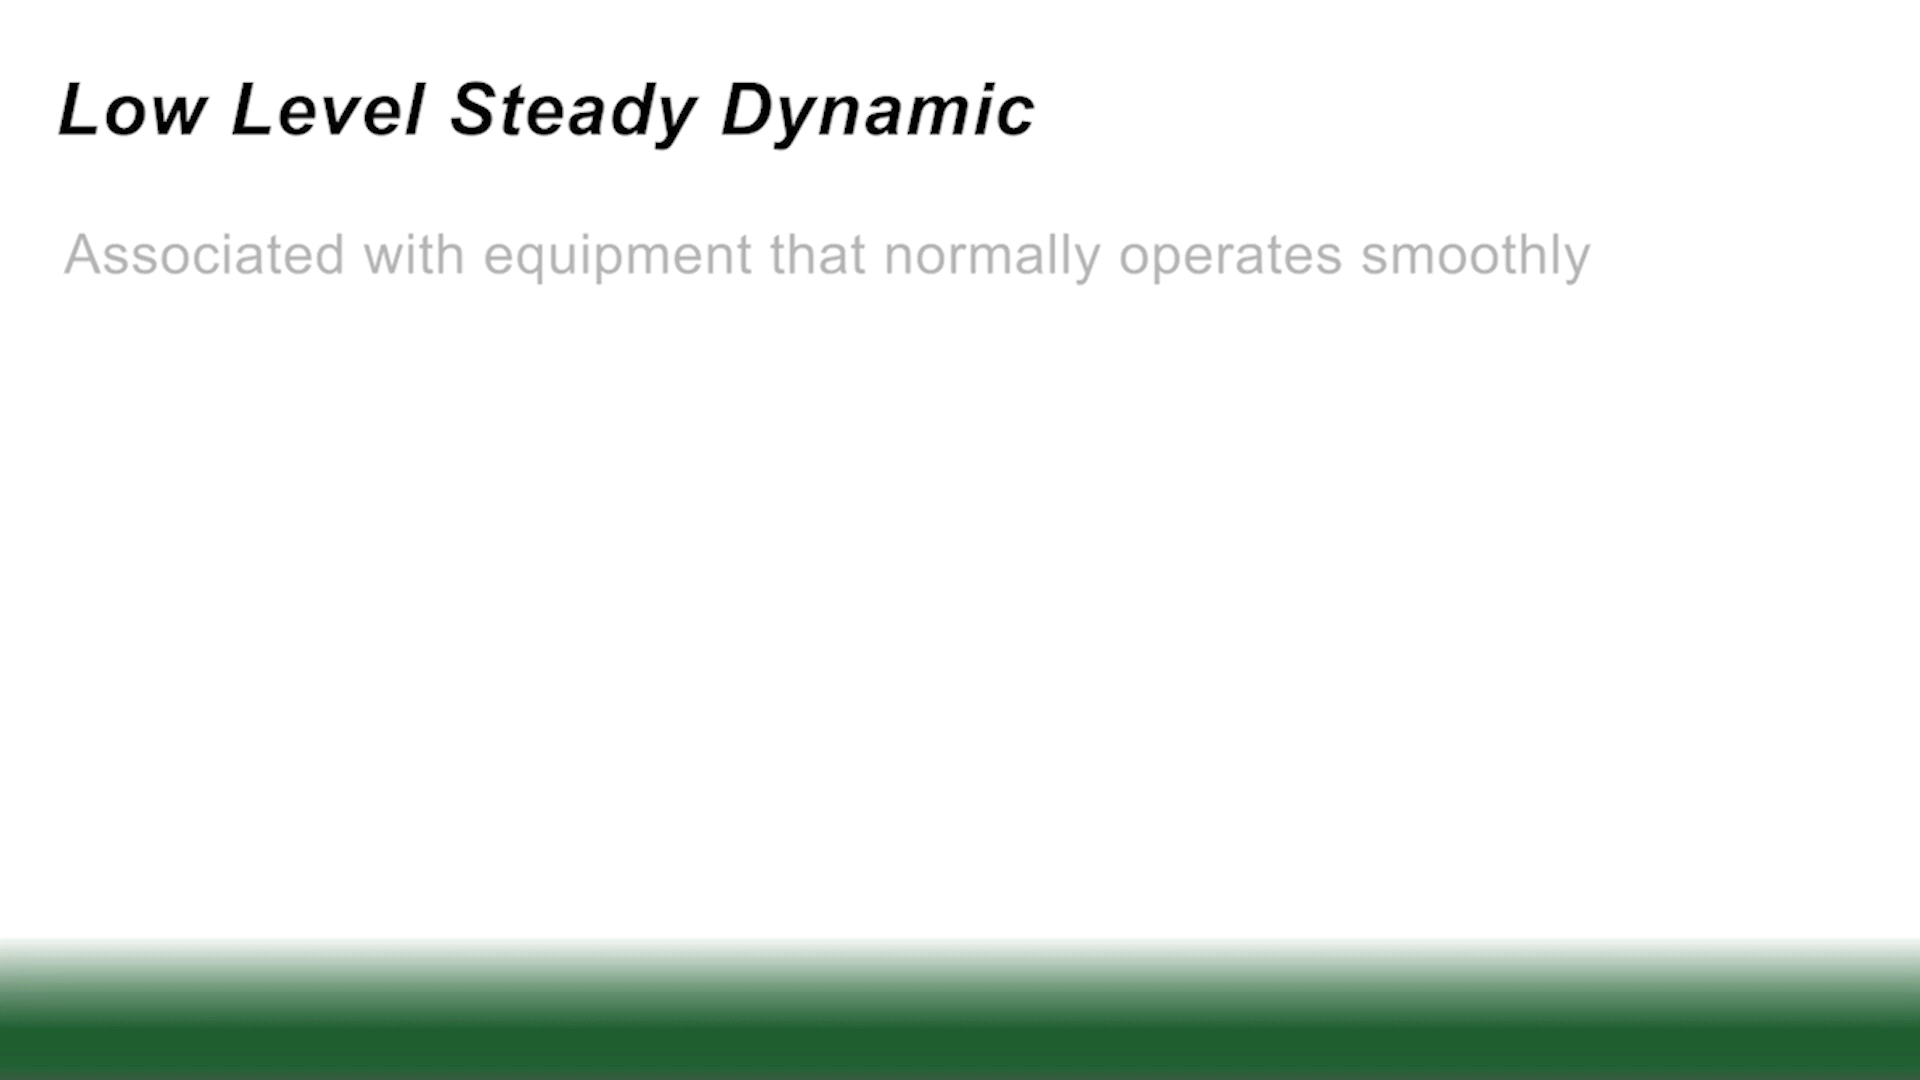 Low Level Steady Dynamic
Associated with equipment that normally operates smoothly